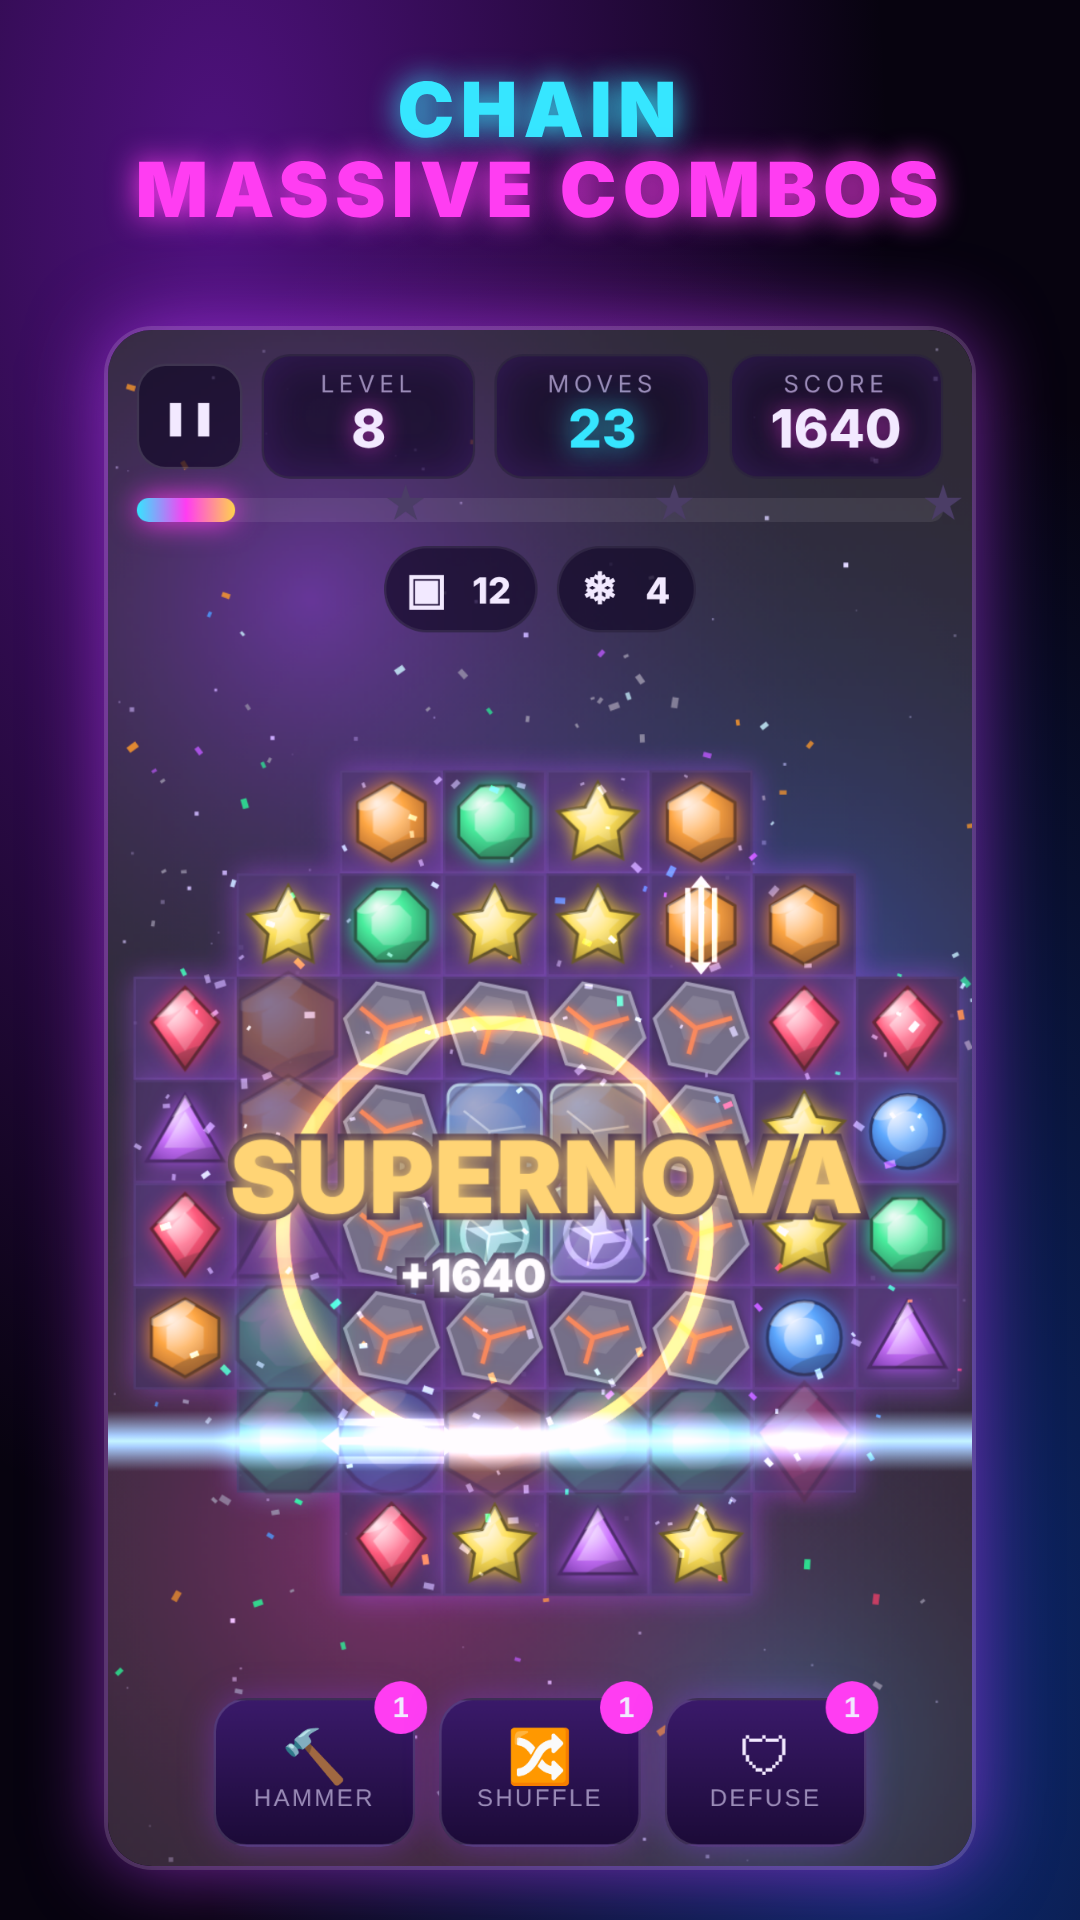 CHAIN
MASSIVE COMBOS
LEVEL
8
MOVES
23
SCORE
1640
12
4
SUPERNOVA
+1640
1
HAMMER
1
SHUFFLE
1
DEFUSE